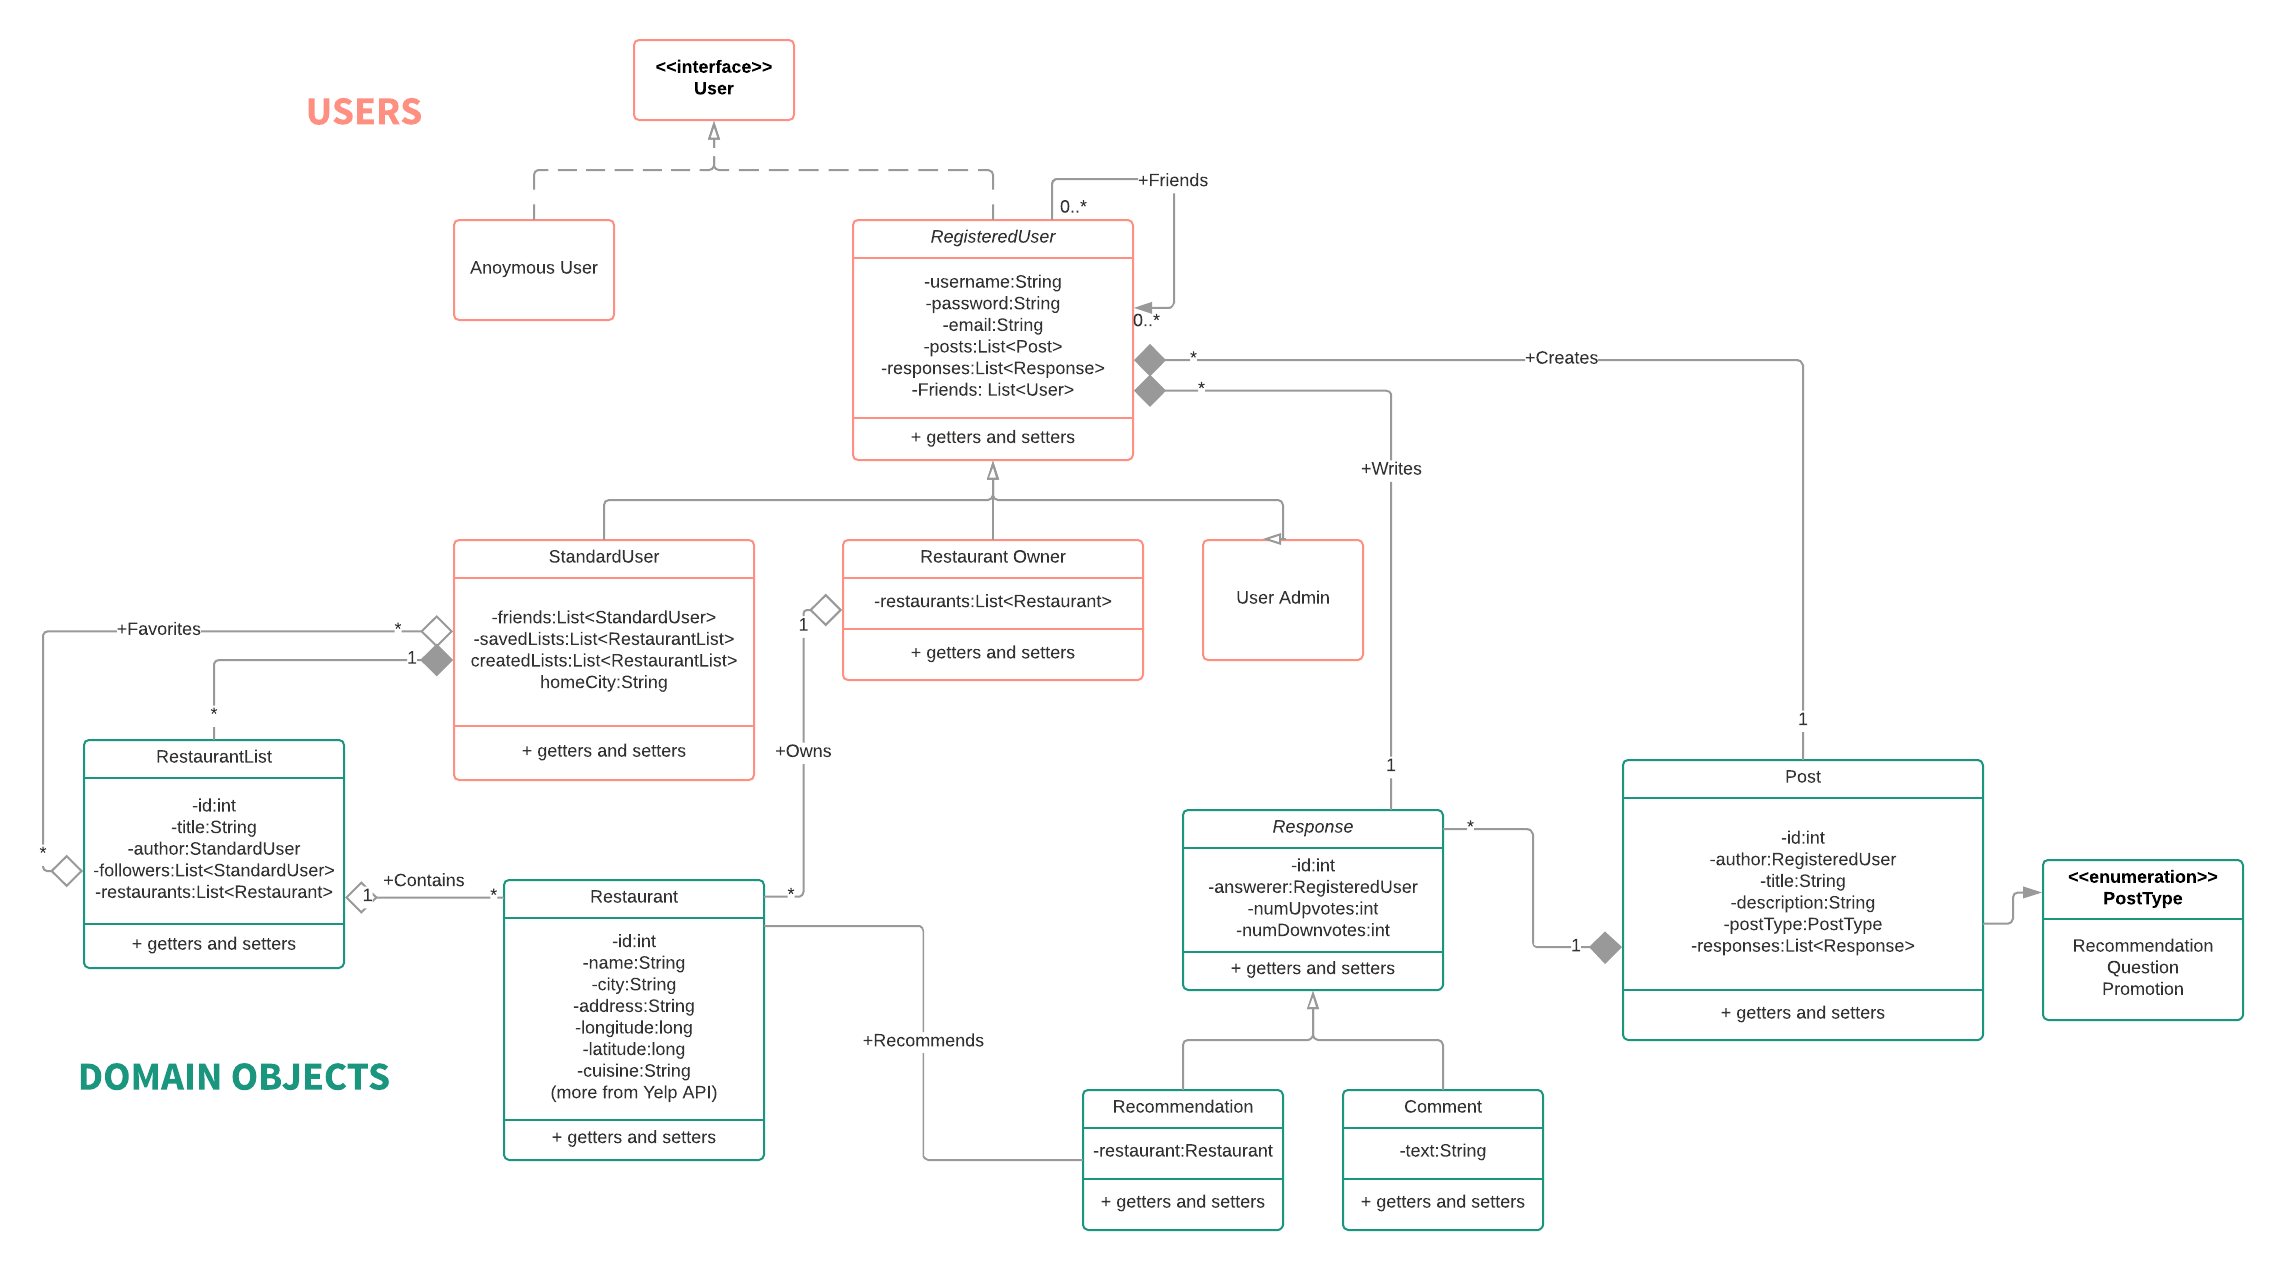 <<interface>>
User
USERS
+Friends
0..*
0..*
Anoymous User
RegisteredUser
-username:String
-password:String
-email:String
-posts:List<Post>
-responses:List<Response>
-Friends: List<User>
+ getters and setters
*
+Creates
*
+Writes
1
1
StandardUser
-friends:List<StandardUser>
-savedLists:List<RestaurantList>
createdLists:List<RestaurantList>
homeCity:String
+ getters and setters
Restaurant Owner
-restaurants:List<Restaurant>
+ getters and setters
User Admin
+Favorites
*
1
*
*
1
+Owns
*
RestaurantList
-id:int
-title:String
-author:StandardUser
-followers:List<StandardUser>
-restaurants:List<Restaurant>
+ getters and setters
1
+Contains
*
Restaurant
-id:int
-name:String
-city:String
-address:String
-longitude:long
-latitude:long
-cuisine:String
(more from Yelp API)
+ getters and setters
+Recommends
Response
-id:int
-answerer:RegisteredUser
-numUpvotes:int
-numDownvotes:int
+ getters and setters
*
1
Post
-id:int
-author:RegisteredUser
-title:String
-description:String
-postType:PostType
-responses:List<Response>
+ getters and setters
<<enumeration>>
PostType
Recommendation
Question
Promotion
DOMAIN OBJECTS
Recommendation
-restaurant:Restaurant
+ getters and setters
Comment
-text:String
+ getters and setters